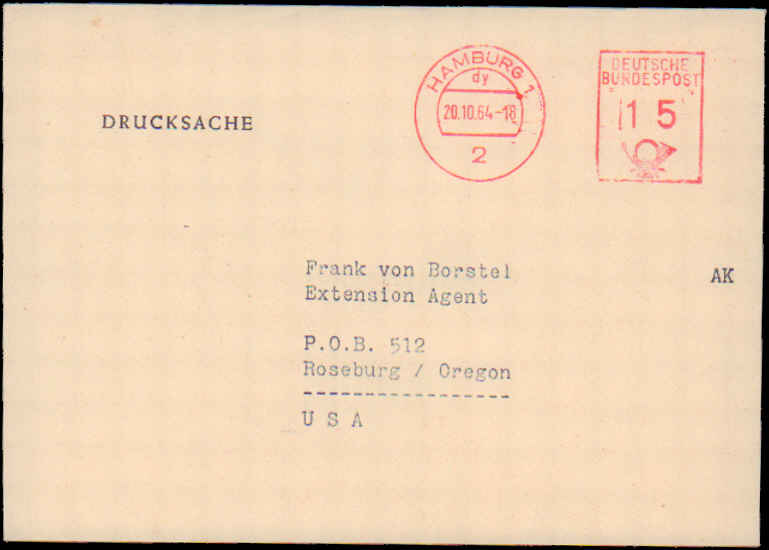 DRUCKSACHE
HAMBURG 1
dy
20.10.64-18
2
DEUTSCHE
BUNDESPOST
15
Frank von Borstel
Extension Agent
P.O.B. 512
Roseburg / Oregon
-----------------
U S A
AK